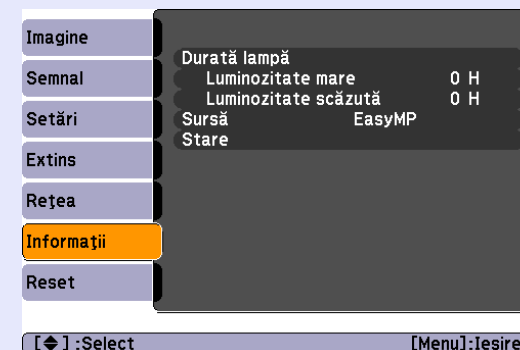 Imagine
Semnal
Setări
Extins
Reţea
Informaţii
Reset
Durată lampă
Luminozitate mare 0 H
Luminozitate scăzută 0 H
Sursă EasyMP
Stare
[◆] :Select [Menu]:Iesire